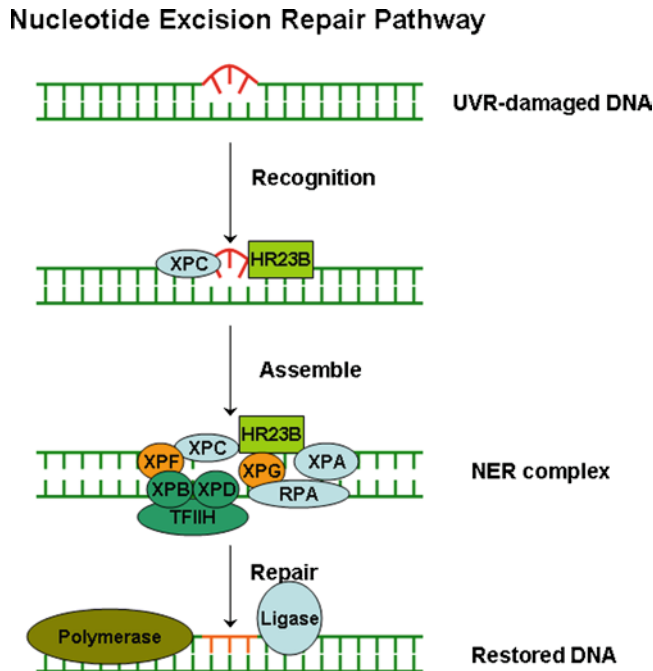 Nucleotide Excision Repair Pathway
UVR-damaged DNA
Recognition
XPC
HR23B
Assemble
HR23B
XPC
XPF
XPG
XPA
XPB
XPD
RPA
TFIIH
NER complex
Repair
Polymerase
Ligase
Restored DNA